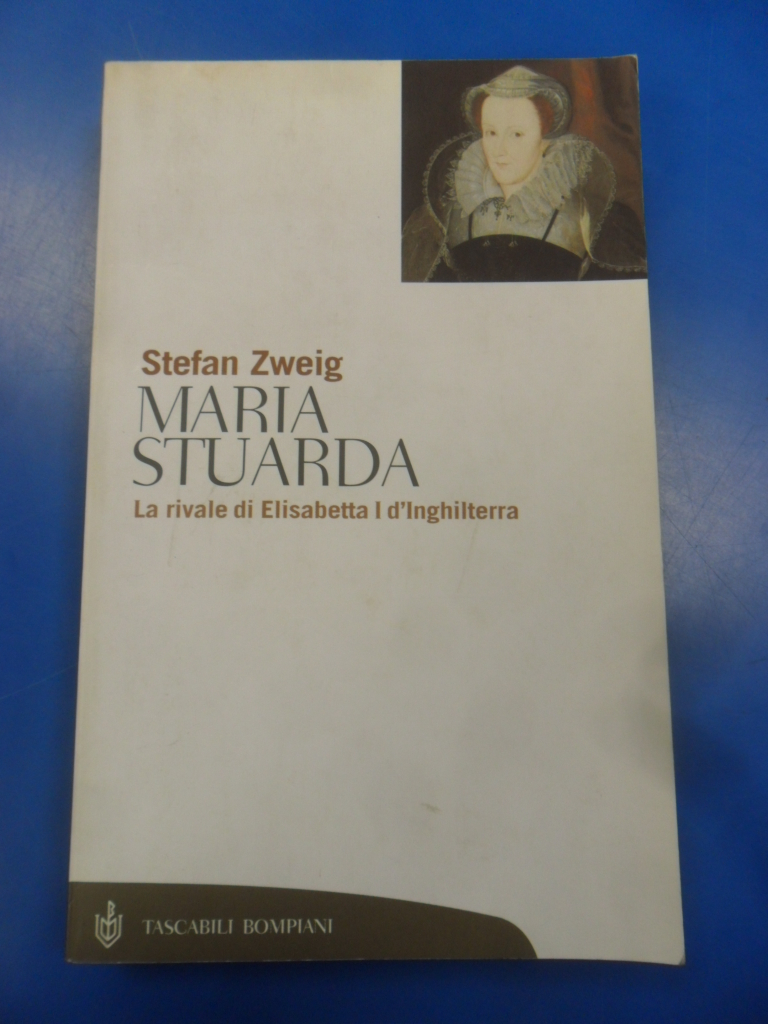 Stefan Zweig
MARIA
STUARDA
La rivale di Elisabetta I d'Inghilterra
TASCABILI BOMPIANI